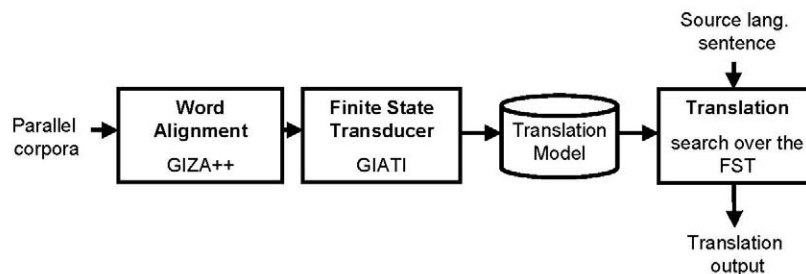 Source lang.
sentence
Parallel
corpora
Word
Alignment
GIZA++
Finite State
Transducer
GIATI
Translation
Model
Translation
search over the
FST
Translation
output